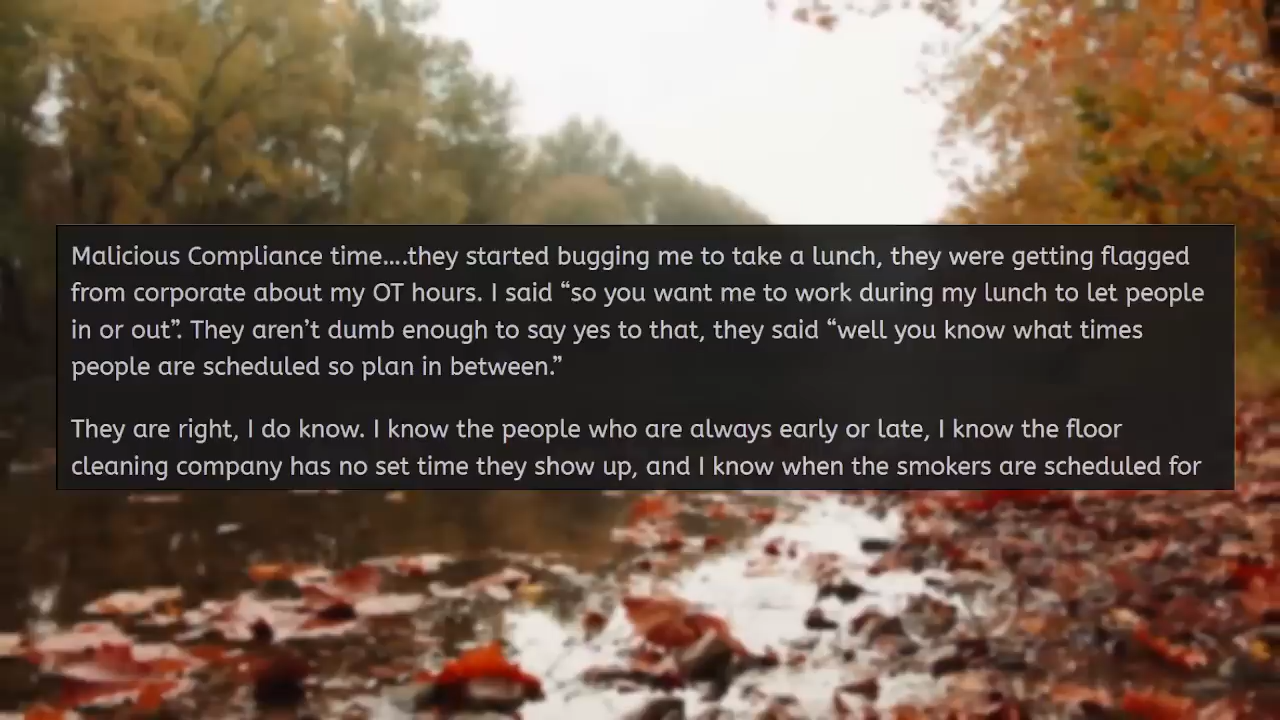 Malicious Compliance time....they started bugging me to take a lunch, they were getting flagged
from corporate about my OT hours. I said “so you want me to work during my lunch to let people
in or out”. They aren’t dumb enough to say yes to that, they said “well you know what times
people are scheduled so plan in between.”
They are right, I do know. I know the people who are always early or late, I know the floor
cleaning company has no set time they show up, and I know when the smokers are scheduled for